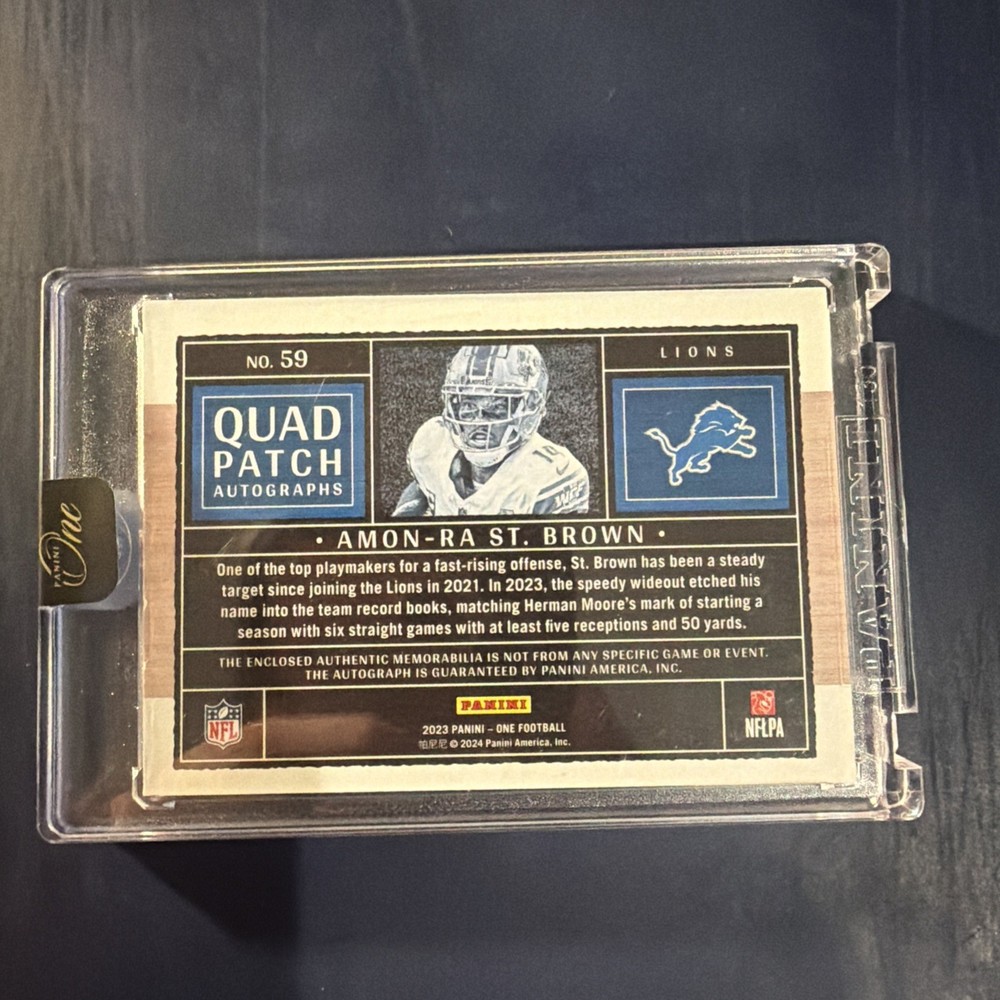 NO. 59
LIONS
QUAD
PATCH
AUTOGRAPHS
• AMON-RA ST. BROWN •
One of the top playmakers for a fast-rising offense, St. Brown has been a steady
target since joining the Lions in 2021. In 2023, the speedy wideout etched his
name into the team record books, matching Herman Moore's mark of starting a
season with six straight games with at least five receptions and 50 yards.
THE ENCLOSED AUTHENTIC MEMORABILIA IS NOT FROM ANY SPECIFIC GAME OR EVENT.
THE AUTOGRAPH IS GUARANTEED BY PANINI AMERICA, INC.
NFL
PANINI
2023 PANINI – ONE FOOTBALL
帕尼尼 © 2024 Panini America, Inc.
NFLPA
PANINI
One